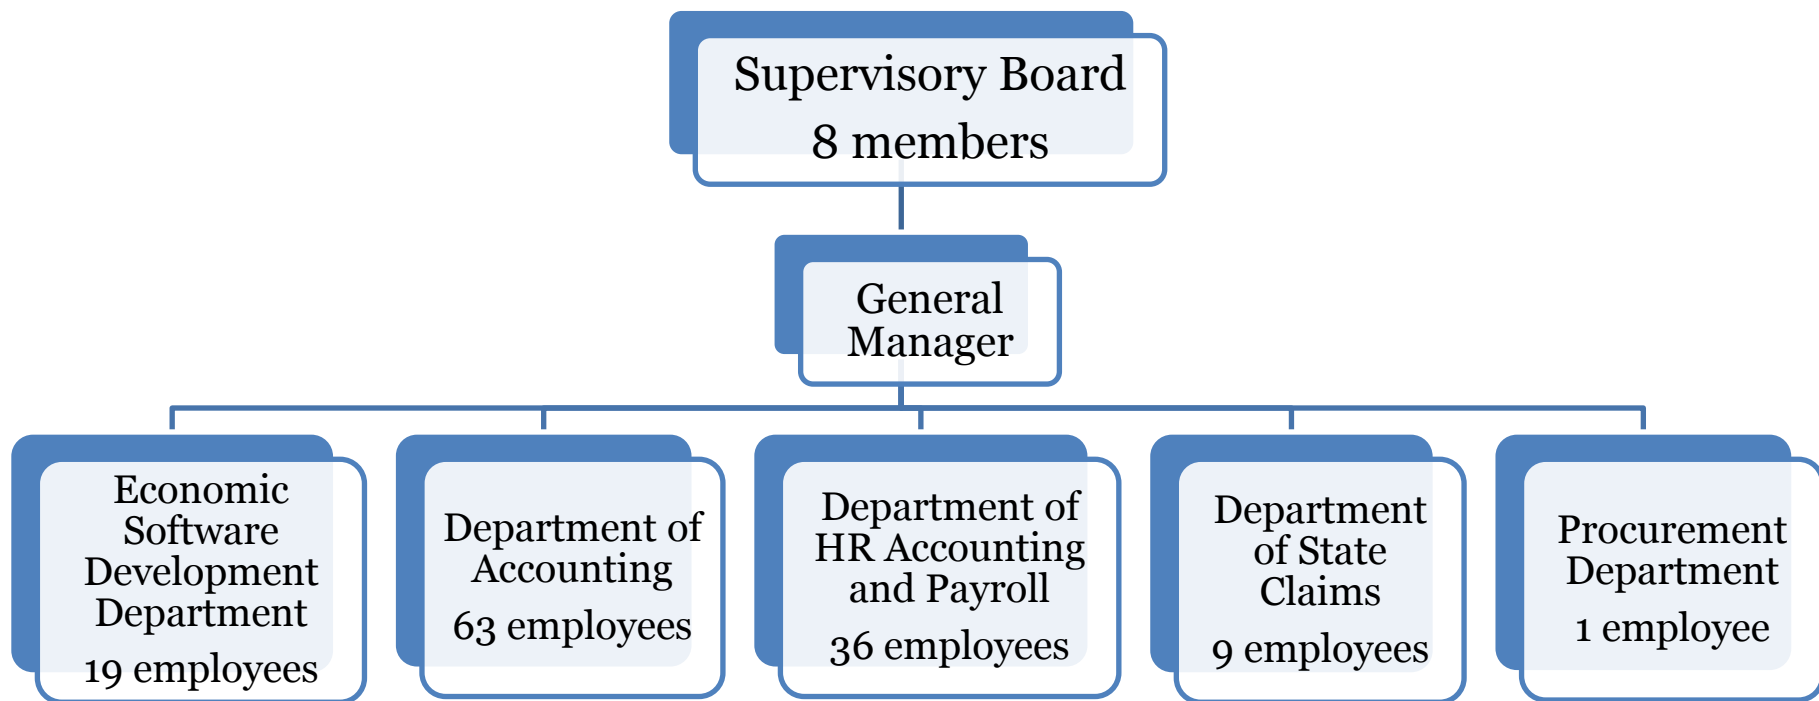 Supervisory Board
8 members
General
Manager
Economic
Software
Development
Department
19 employees
Department of
Accounting
63 employees
Department of
HR Accounting
and Payroll
36 employees
Department
of State
Claims
9 employees
Procurement
Department
1 employee